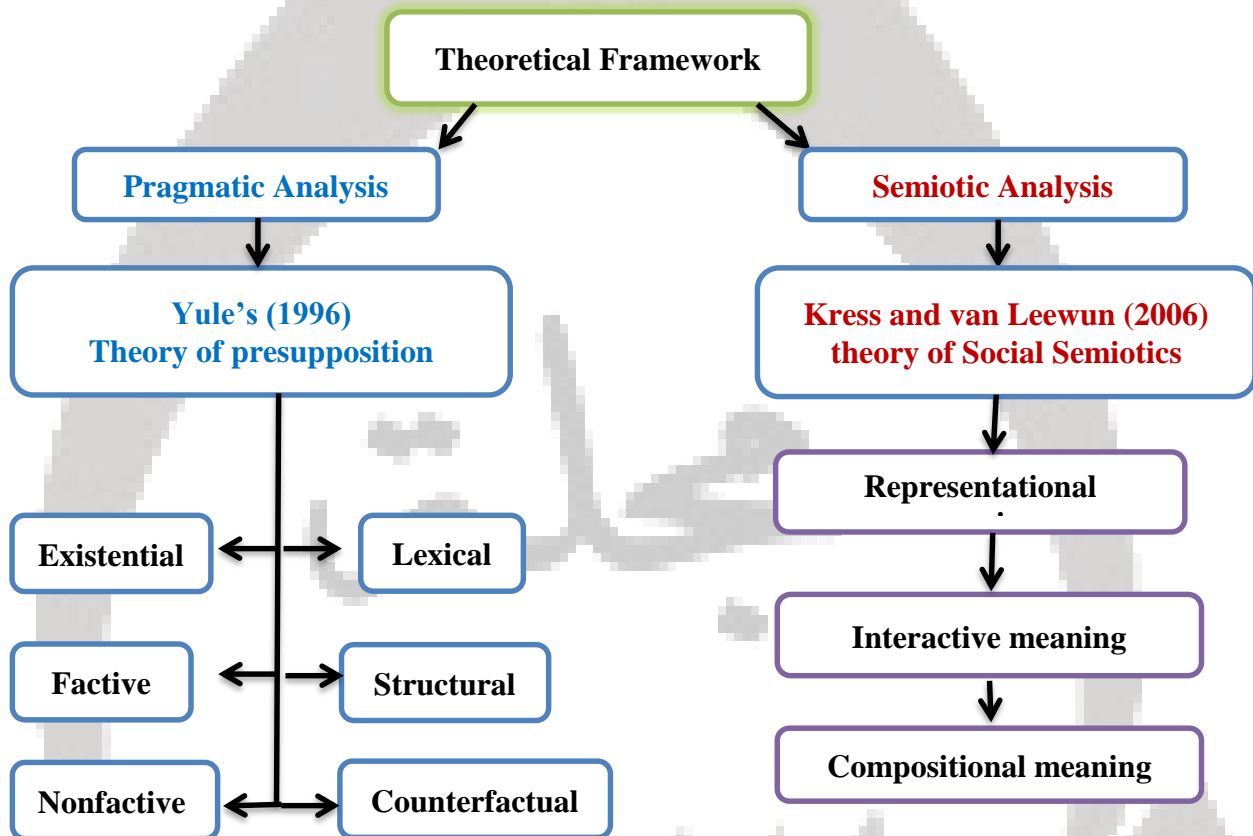 Theoretical Framework
Pragmatic Analysis
Semiotic Analysis
Yule’s (1996)
Theory of presupposition
Kress and van Leewun (2006)
theory of Social Semiotics
Representational
Existential
Lexical
Interactive meaning
Factive
Structural
Compositional meaning
Nonfactive
Counterfactual